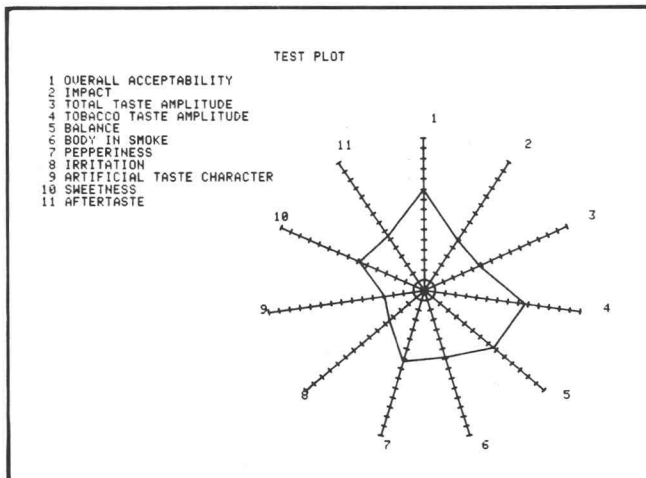 TEST PLOT
1 OVERALL ACCEPTABILITY
2 IMPACT
3 TOTAL TASTE AMPLITUDE
4 TOBACCO TASTE AMPLITUDE
5 BALANCE
6 BODY IN SMOKE
7 PEPPERINESS
8 IRRITATION
9 ARTIFICIAL TASTE CHARACTER
10 SWEETNESS
11 AFTERTASTE
1
2
3
4
5
6
7
8
9
10
11